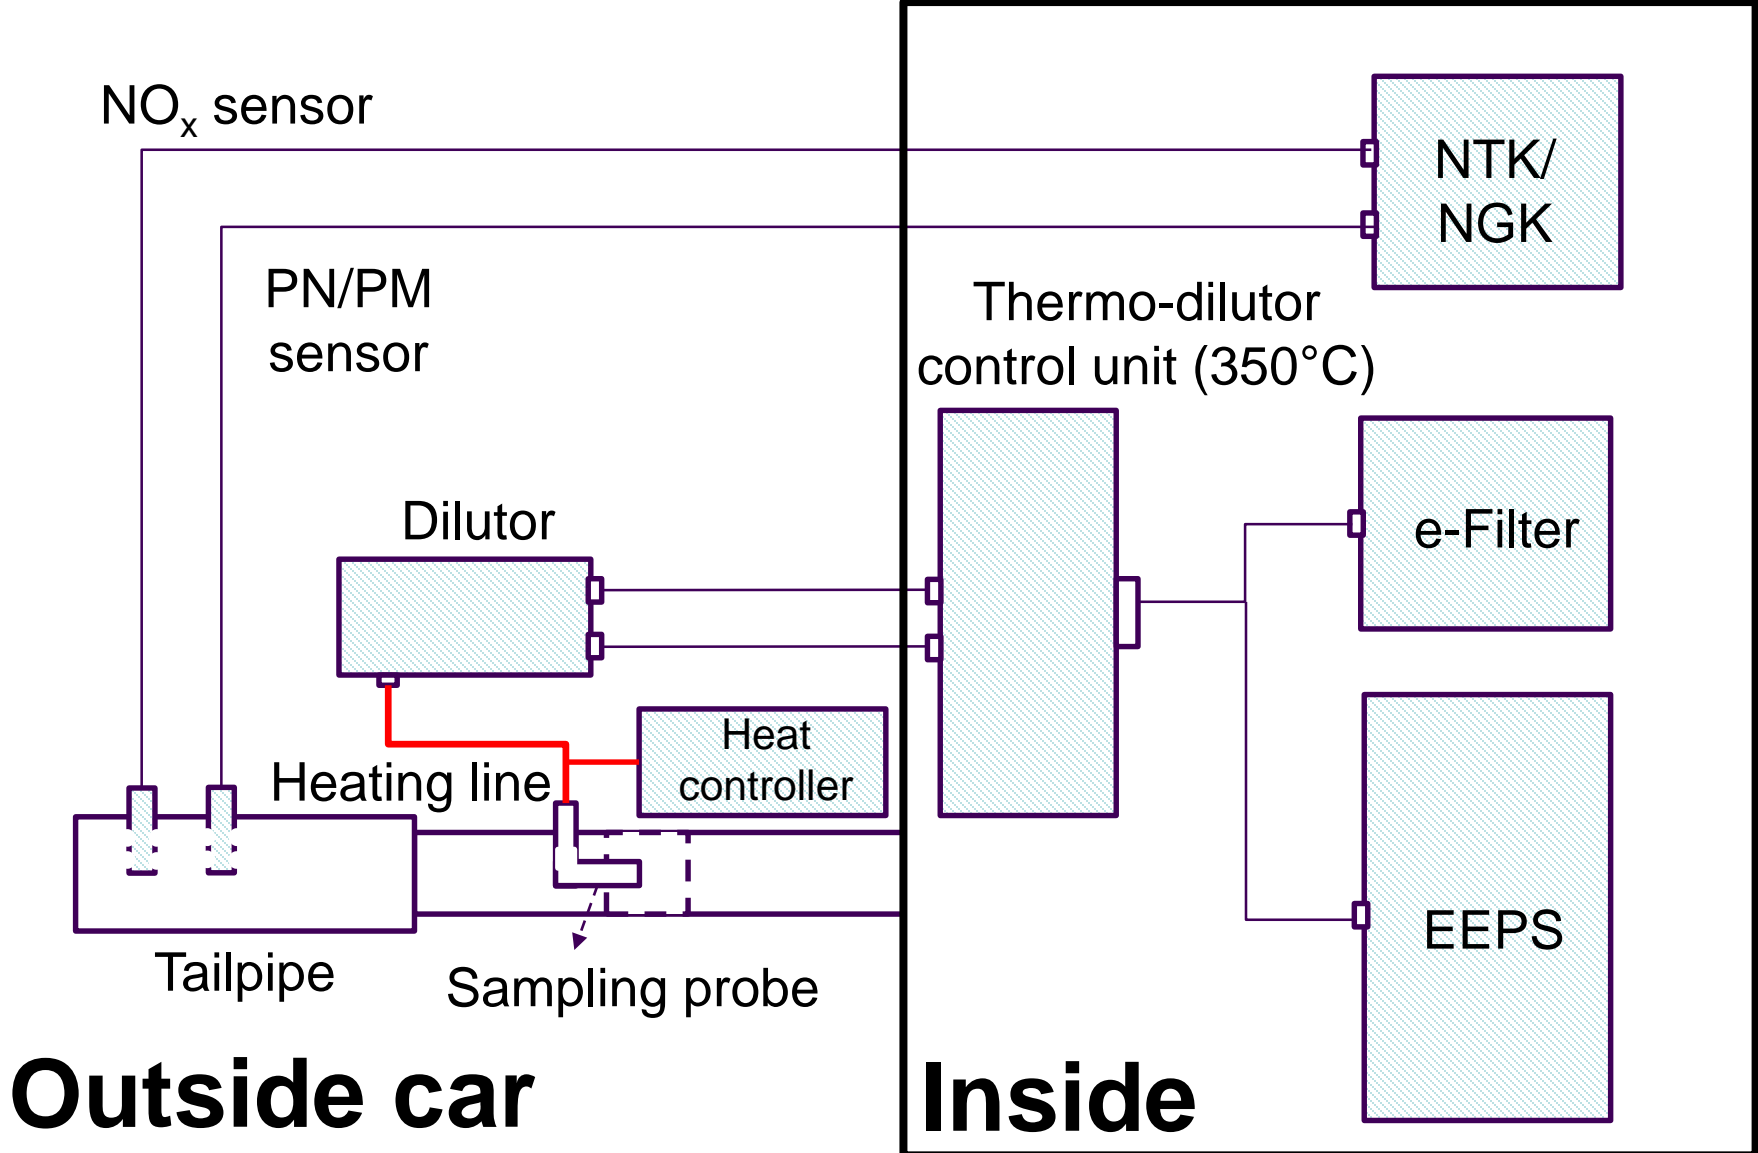 NOₓ sensor
NTK/
NGK
PN/PM
sensor
Thermo-dilutor
control unit (350°C)
Dilutor
e-Filter
Heat
controller
Heating line
EEPS
Tailpipe
Sampling probe
Outside car
Inside